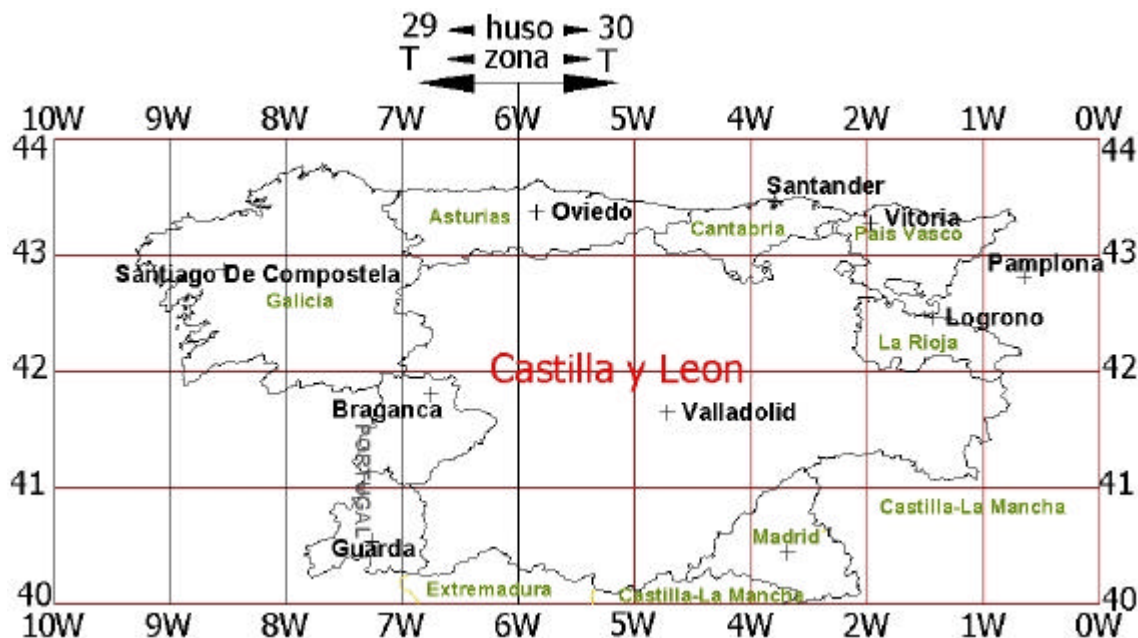 29 huso 30
T zona T
10W 9W 8W 7W 6W 5W 4W 3W 2W 1W 0W
44 44
Santander
Asturias Oviedo Vitoria
Cantabria Pais Vasco
43 43
Santiago De Compostela Pamplona
Galicia
Logrono
La Rioja
42 Castilla y Leon 42
Braganca Valladolid
PORTUGAL
41 41
Castilla-La Mancha
Guarda Madrid
Extremadura Castilla-La Mancha
40 40
10W 9W 8W 7W 6W 5W 4W 2W 1W 0W